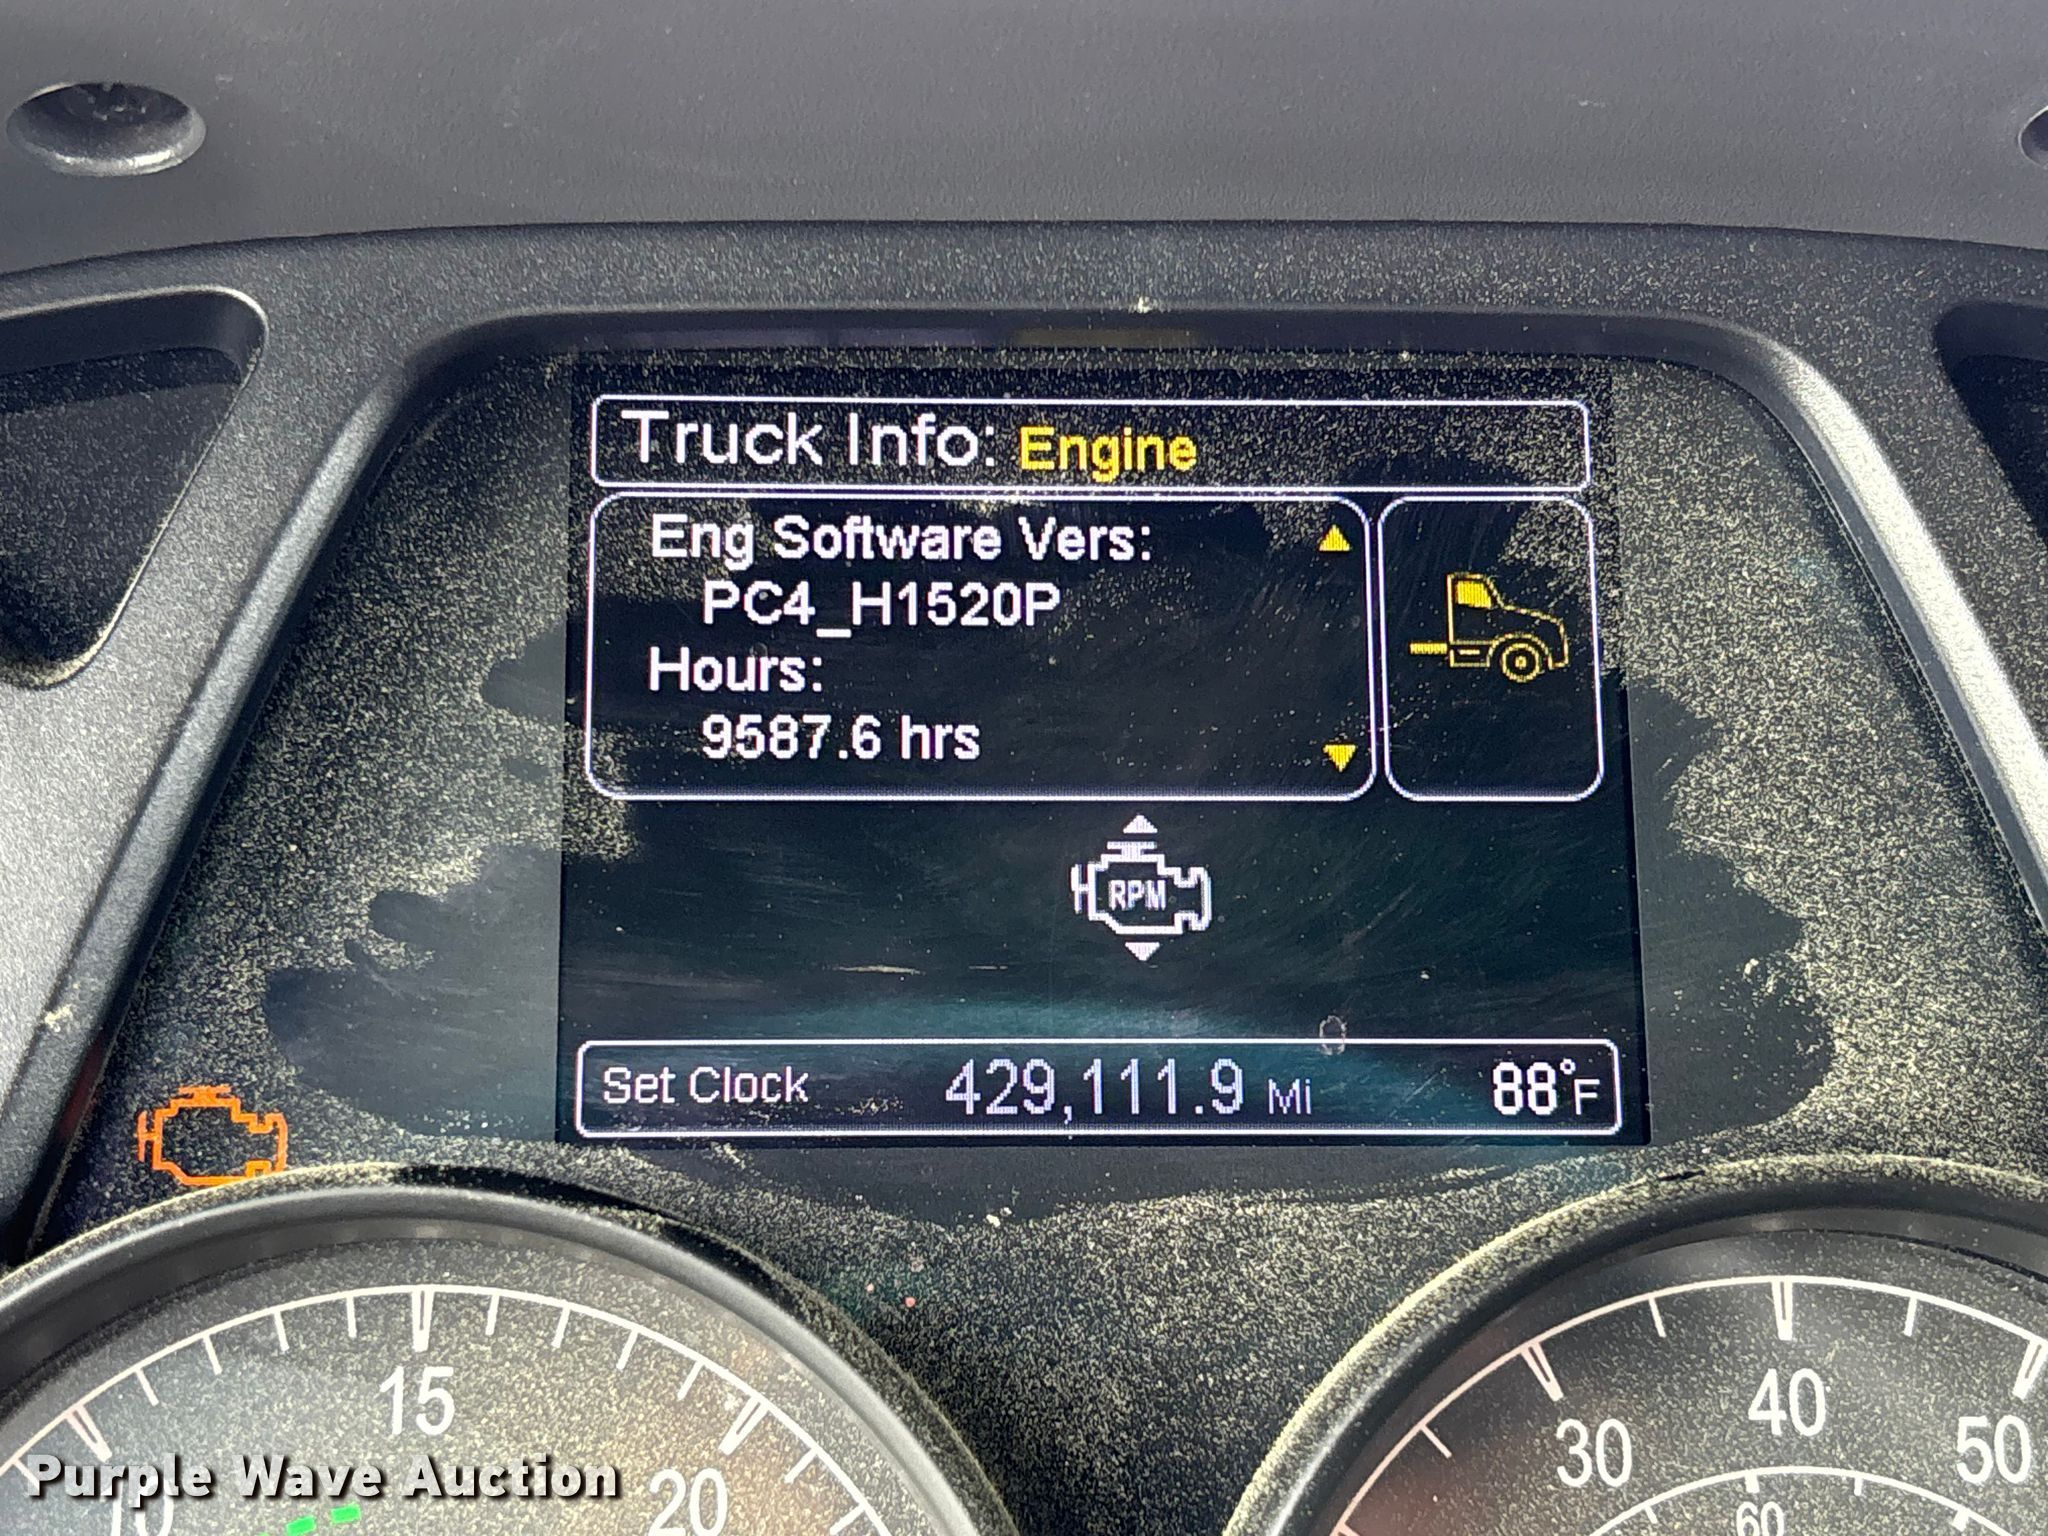 Truck Info: Engine
Eng Software Vers:
PC4_H1520P
Hours:
9587.6 hrs
RPM
Set Clock 429,111.9 Mi 88°F
15
20
10
30
40
50
60
Purple Wave Auction